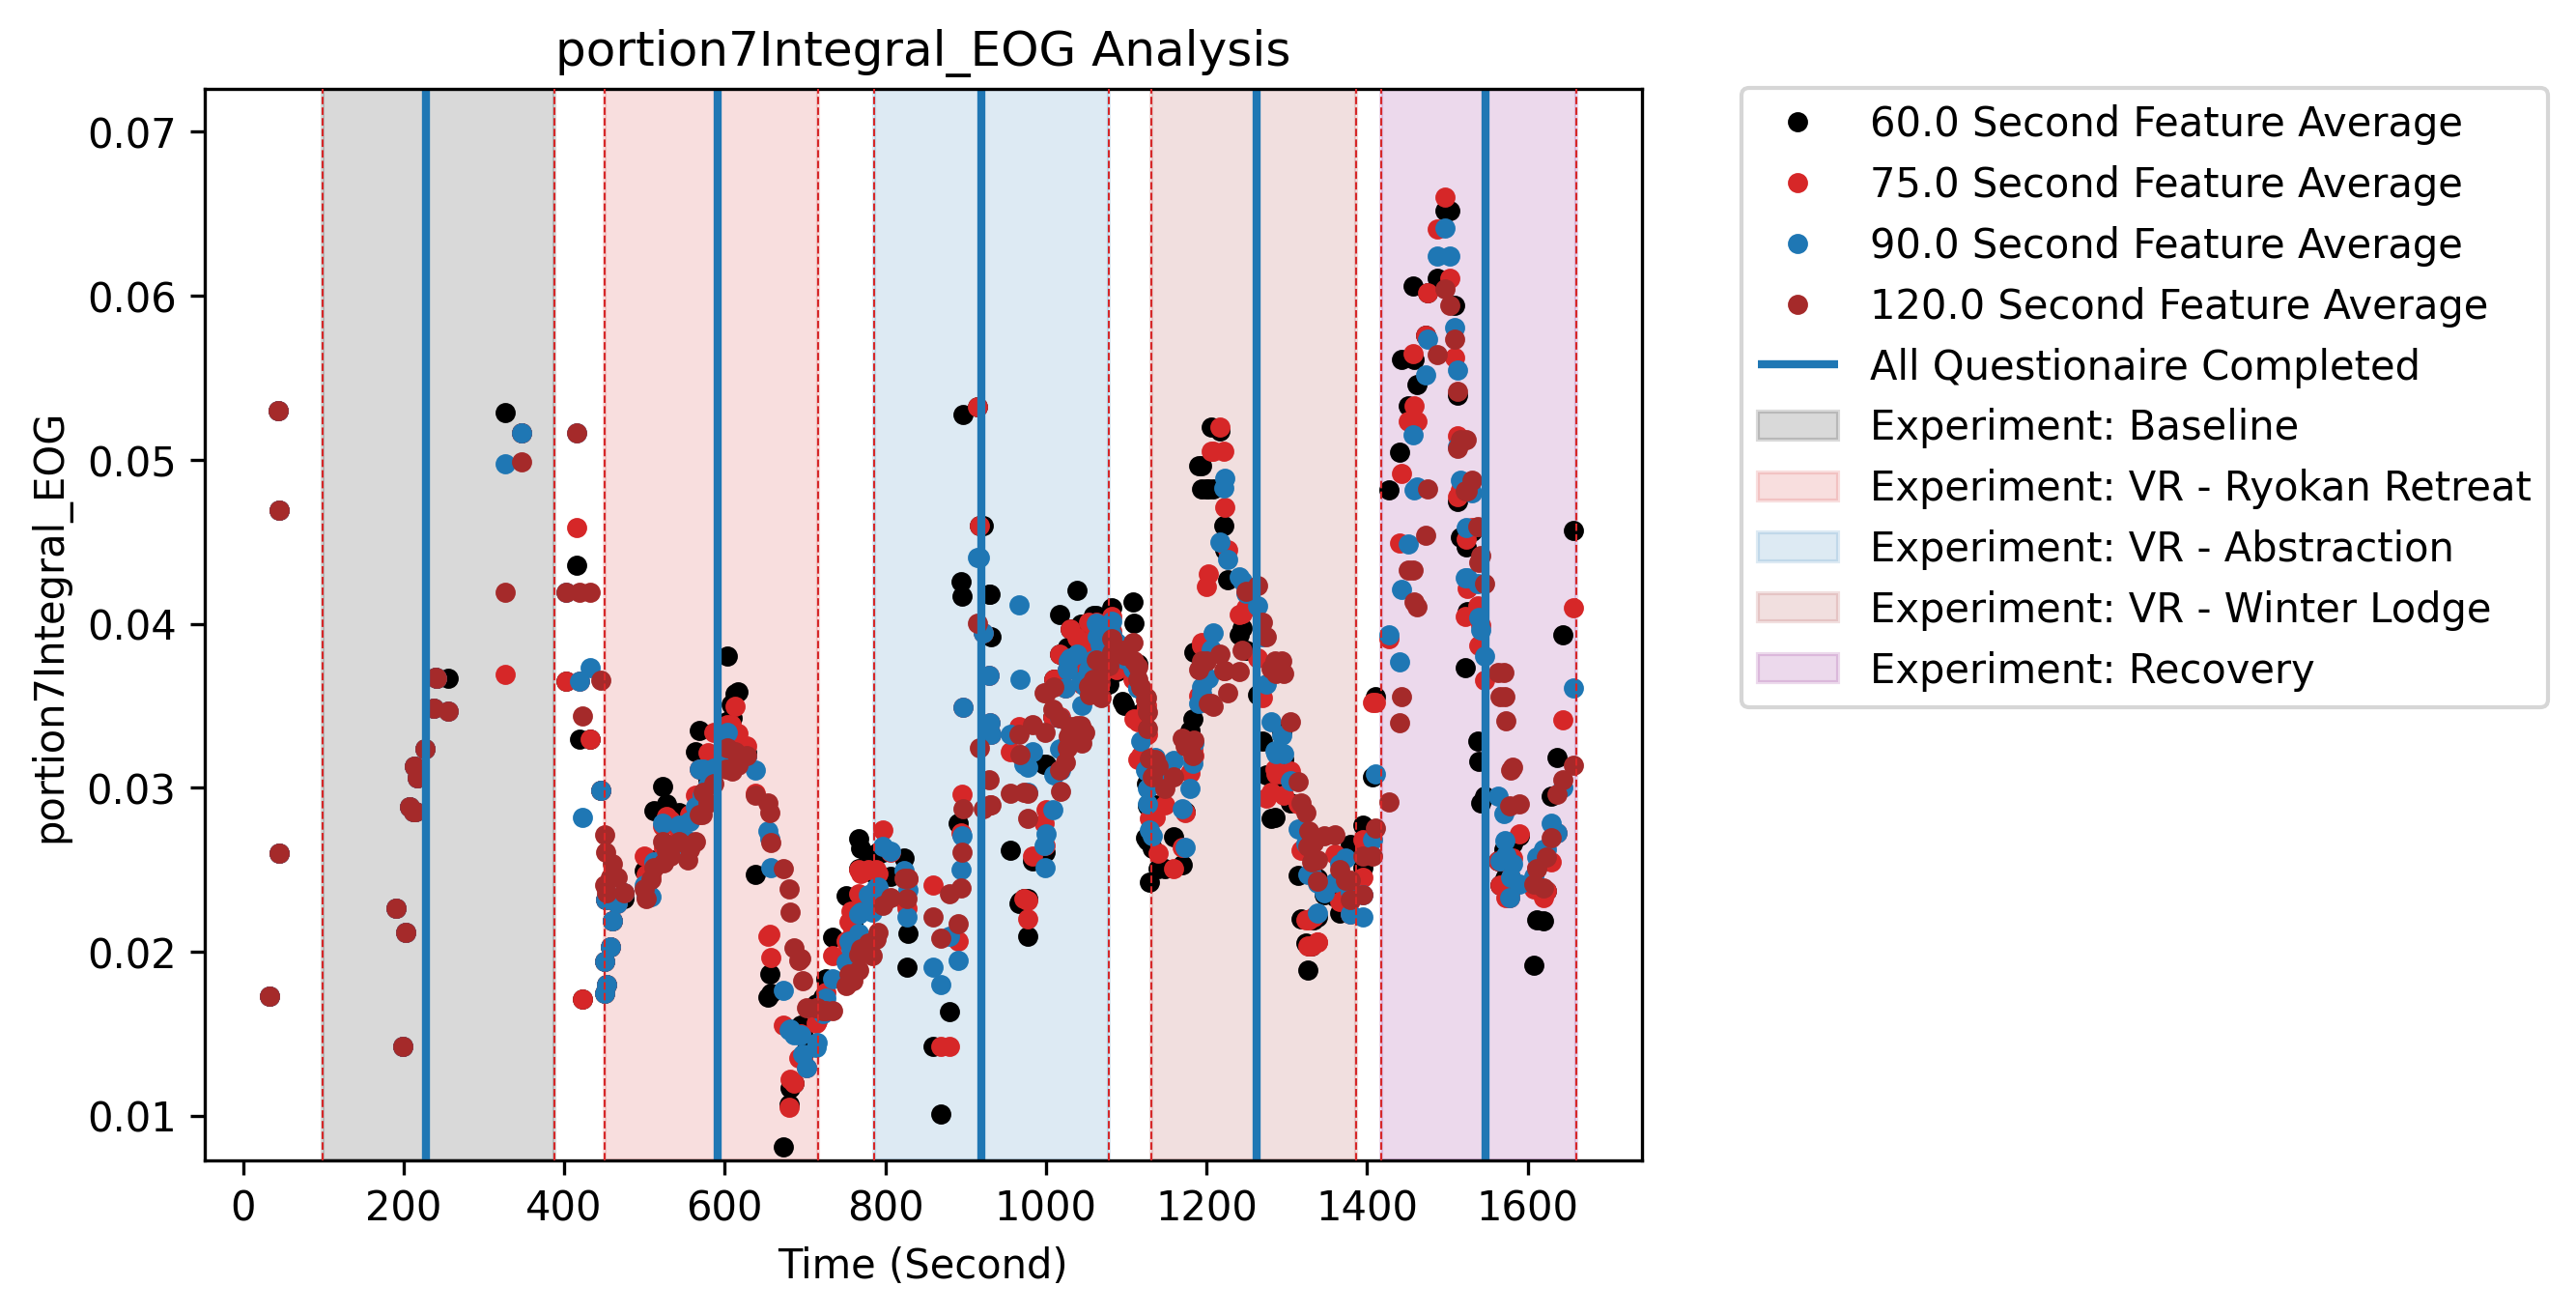 portion7Integral_EOG Analysis
portion7Integral_EOG
0.07
0.06
0.05
0.04
0.03
0.02
0.01
0 200 400 600 800 1000 1200 1400 1600
Time (Second)
60.0 Second Feature Average
75.0 Second Feature Average
90.0 Second Feature Average
120.0 Second Feature Average
All Questionaire Completed
Experiment: Baseline
Experiment: VR - Ryokan Retreat
Experiment: VR - Abstraction
Experiment: VR - Winter Lodge
Experiment: Recovery